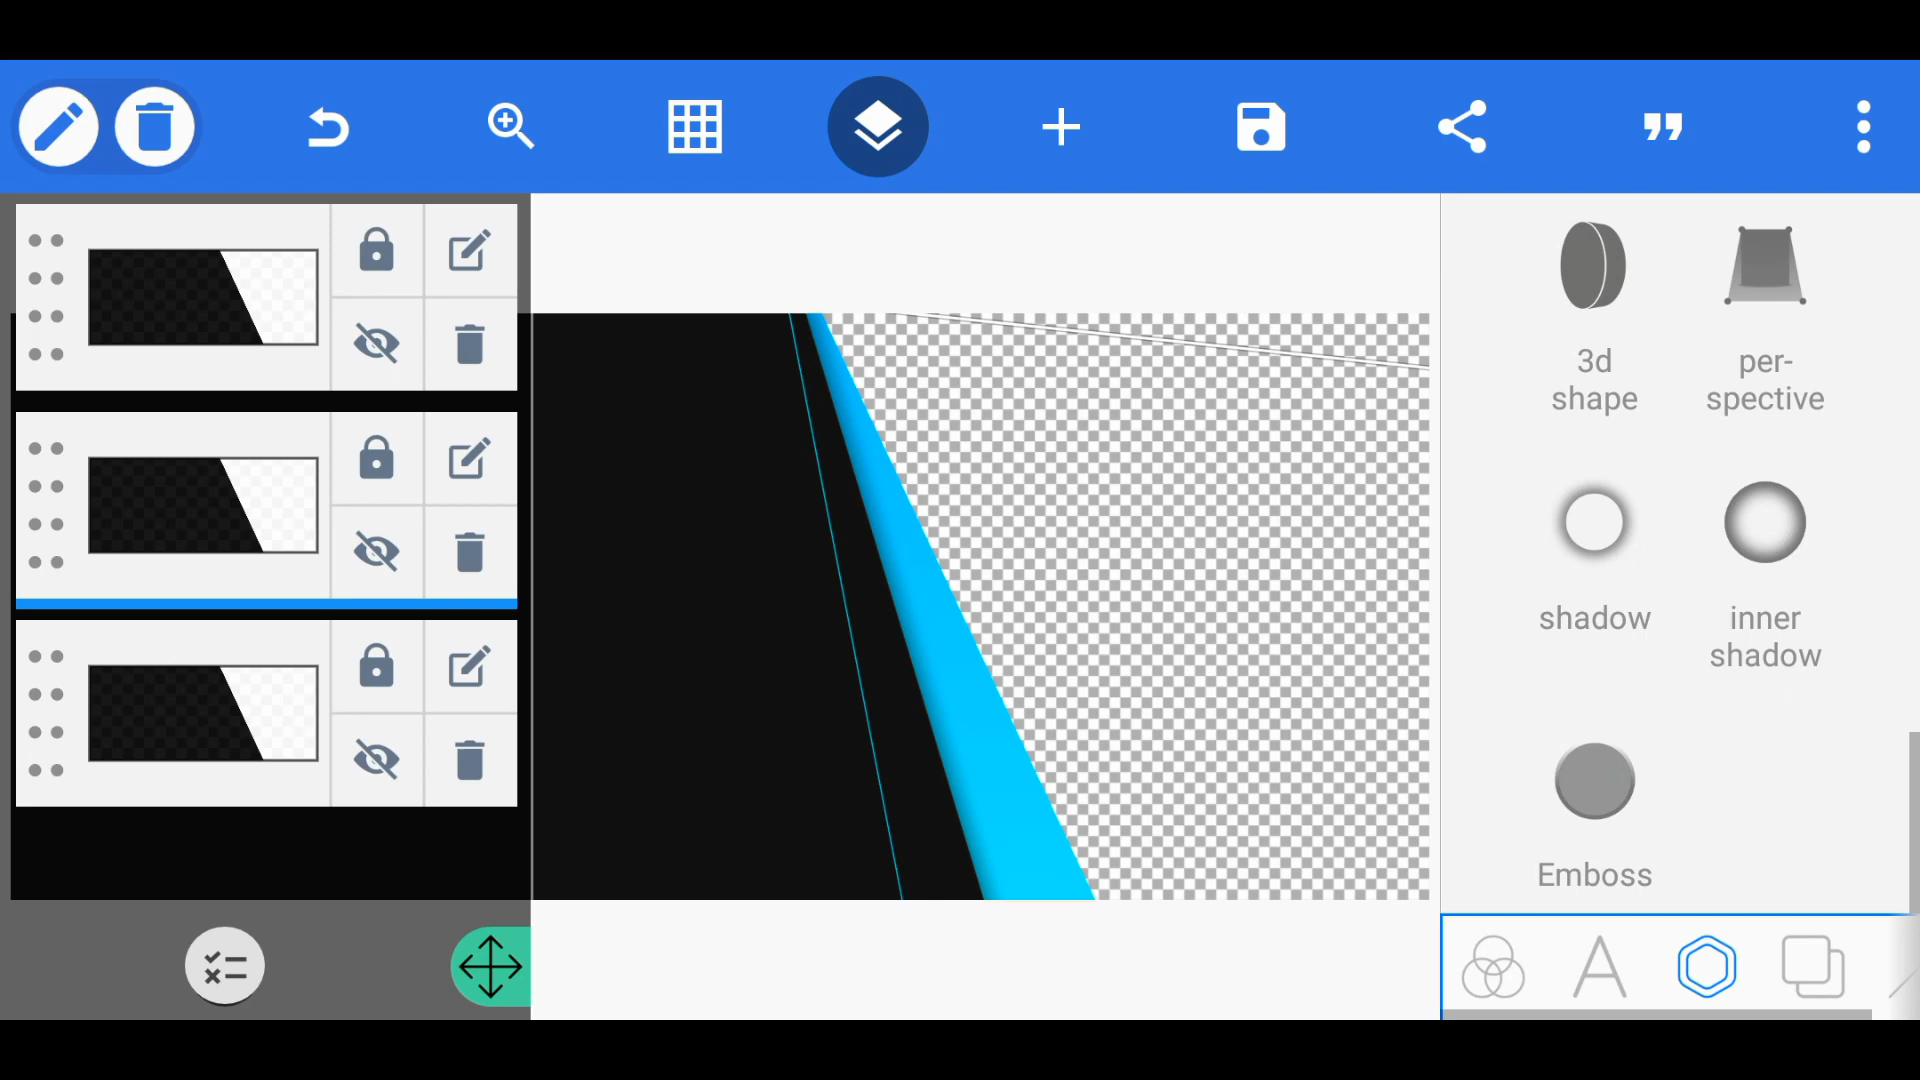 3d
shape
per-
spective
shadow
inner
shadow
Emboss